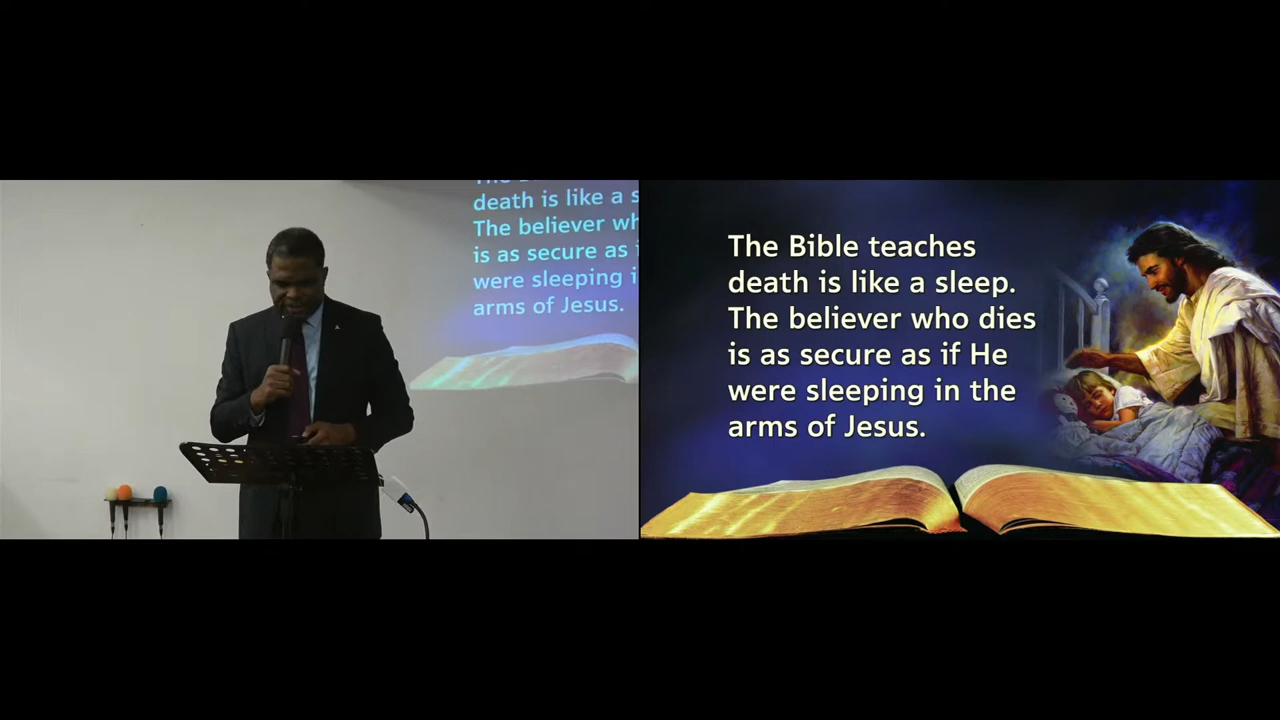 death is like a s
The believer wh
is as secure as i
were sleeping i
arms of Jesus.
The Bible teaches
death is like a sleep.
The believer who dies
is as secure as if He
were sleeping in the
arms of Jesus.